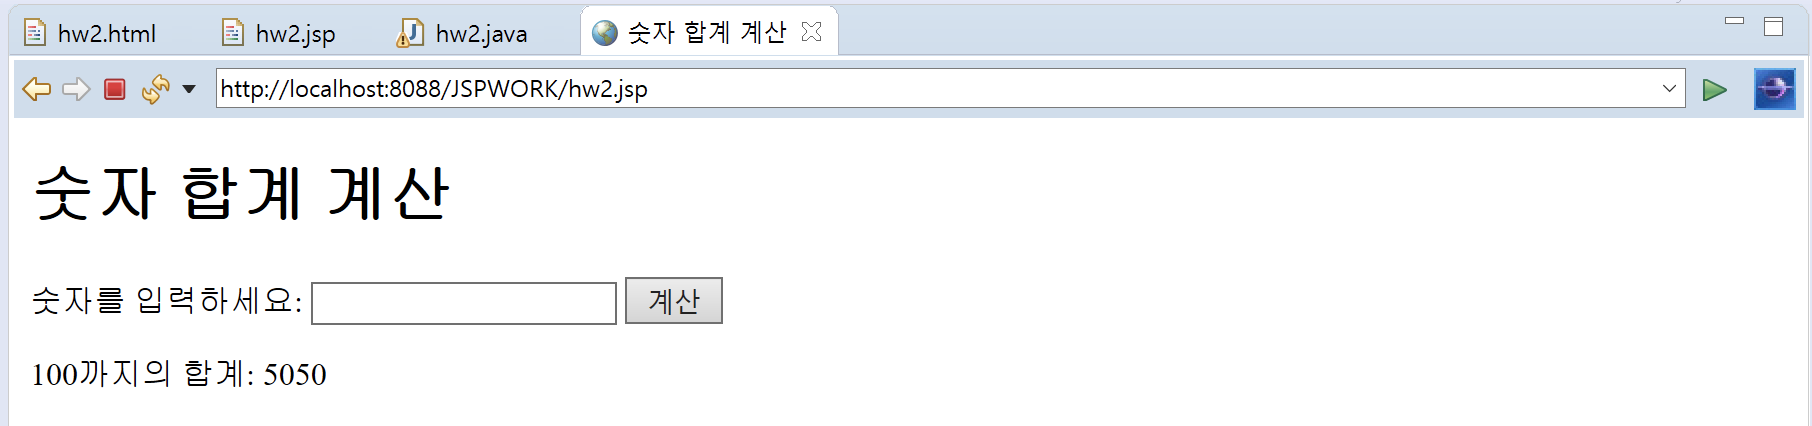 hw2.html hw2.jsp hw2.java 숫자 합계 계산
http://localhost:8088/JSPWORK/hw2.jsp
숫자 합계 계산
숫자를 입력하세요: 계산
100까지의 합계: 5050